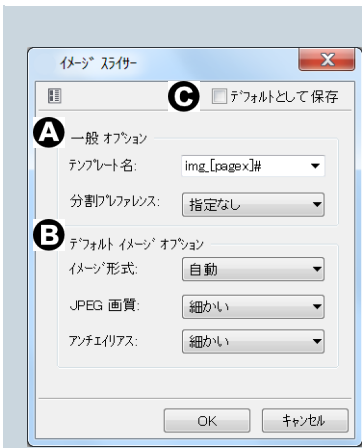 イメージ スライサー
C デフォルトとして保存
A 一般 オプション
テンプレート名: img_[pagex]#
分割プレファレンス: 指定なし
B デフォルト イメージ オプション
イメージ形式: 自動
JPEG 画質: 細かい
アンチエイリアス: 細かい
OK キャンセル